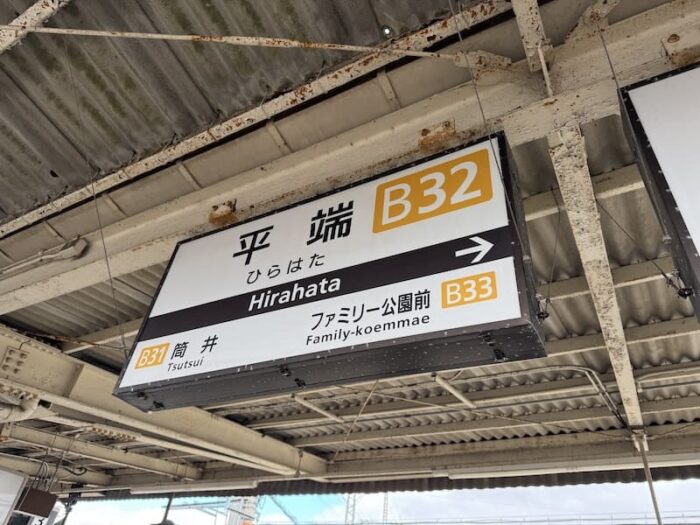 平端 B32
ひらはた
Hirahata
B31 筒井
Tsutsui
ファミリー公園前 B33
Family-koemmae